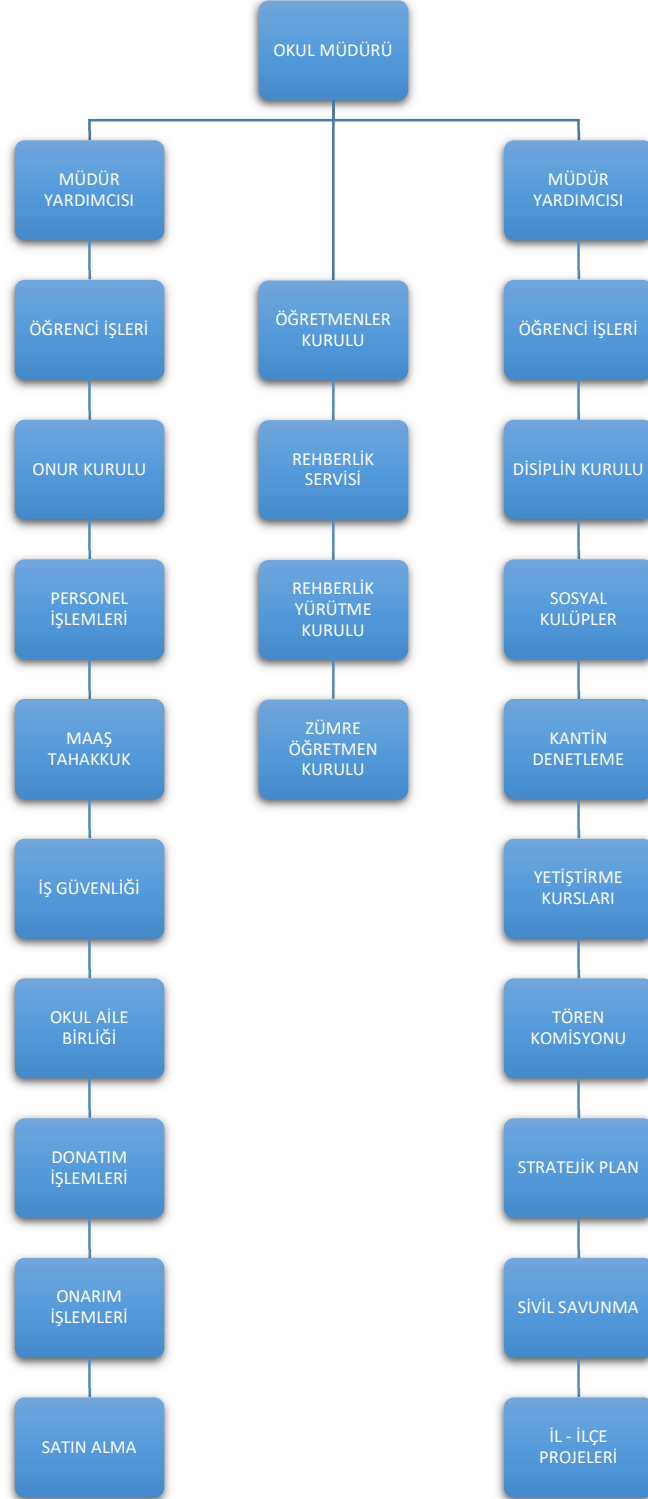 OKUL MÜDÜRÜ
MÜDÜR
YARDIMCISI
ÖĞRENCİ İŞLERİ
ONUR KURULU
PERSONEL
İŞLEMLERİ
MAAŞ
TAHAKKUK
İŞ GÜVENLİĞİ
OKUL AİLE
BİRLİĞİ
DONATIM
İŞLEMLERİ
ONARIM
İŞLEMLERİ
SATIN ALMA
ÖĞRETMENLER
KURULU
REHBERLİK
SERVİSİ
REHBERLİK
YÜRÜTME
KURULU
ZÜMRE
ÖĞRETMEN
KURULU
MÜDÜR
YARDIMCISI
ÖĞRENCİ İŞLERİ
DİSİPLİN KURULU
SOSYAL
KULÜPLER
KANTİN
DENETLEME
YETİŞTİRME
KURSLARI
TÖREN
KOMİSYONU
STRATEJİK PLAN
SİVİL SAVUNMA
İL - İLÇE
PROJELERİ